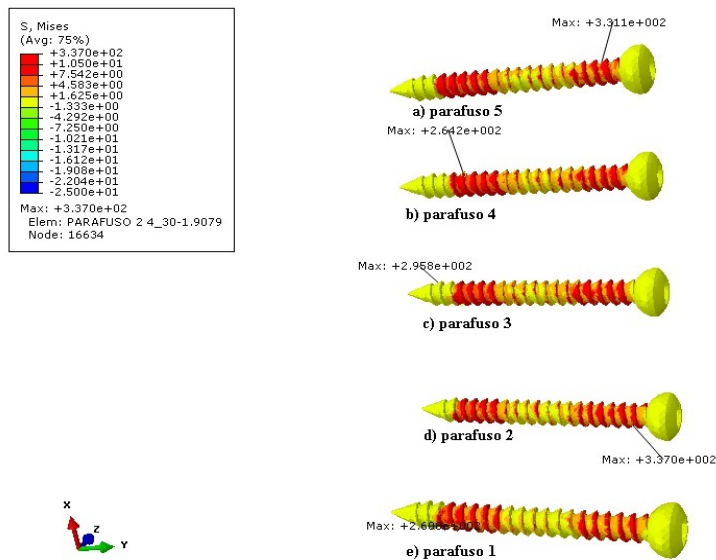 S, Mises
(Avg: 75%)
+3.370e+02
+1.050e+01
+7.542e+00
+4.583e+00
+1.625e+00
-1.333e+00
-4.292e+00
-7.250e+00
-1.021e+01
-1.317e+01
-1.612e+01
-1.908e+01
-2.204e+01
-2.500e+01
Max: +3.370e+02
Elem: PARAFUSO 2 4_30-1.9079
Node: 16634
Max: +3.311e+002
a) parafuso 5
Max: +2.642e+002
b) parafuso 4
Max: +2.958e+002
c) parafuso 3
d) parafuso 2
Max: +3.370e+002
Max:
e) parafuso 1
X
Z
Y